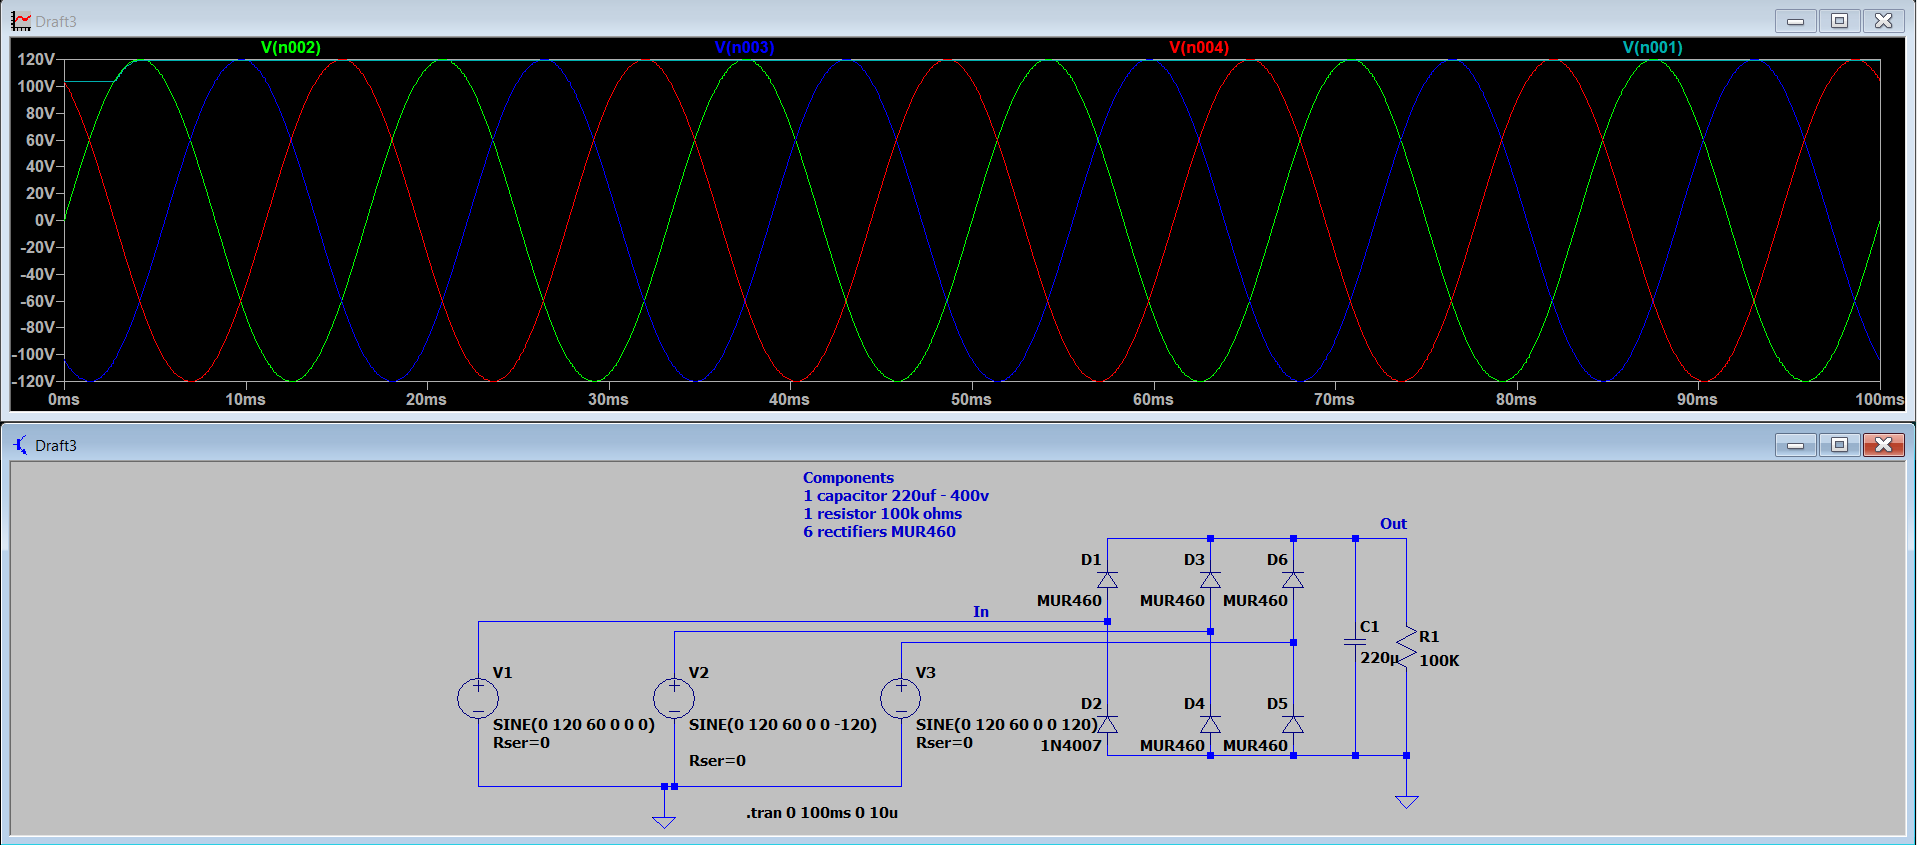 Draft3
V(n002) V(n003) V(n004) V(n001)
120V
100V
80V
60V
40V
20V
0V
-20V
-40V
-60V
-80V
-100V
-120V
0ms 10ms 20ms 30ms 40ms 50ms 60ms 70ms 80ms 90ms 100ms
Draft3
Components
1 capacitor 220uf - 400v
1 resistor 100k ohms
6 rectifiers MUR460
Out
D1 D3 D6
MUR460 MUR460 MUR460
In
C1
220µ
R1
100K
V1
SINE(0 120 60 0 0 0)
Rser=0
V2
SINE(0 120 60 0 0 -120)
Rser=0
V3
SINE(0 120 60 0 0 120)
Rser=0
D2 D4 D5
1N4007 MUR460 MUR460
.tran 0 100ms 0 10u